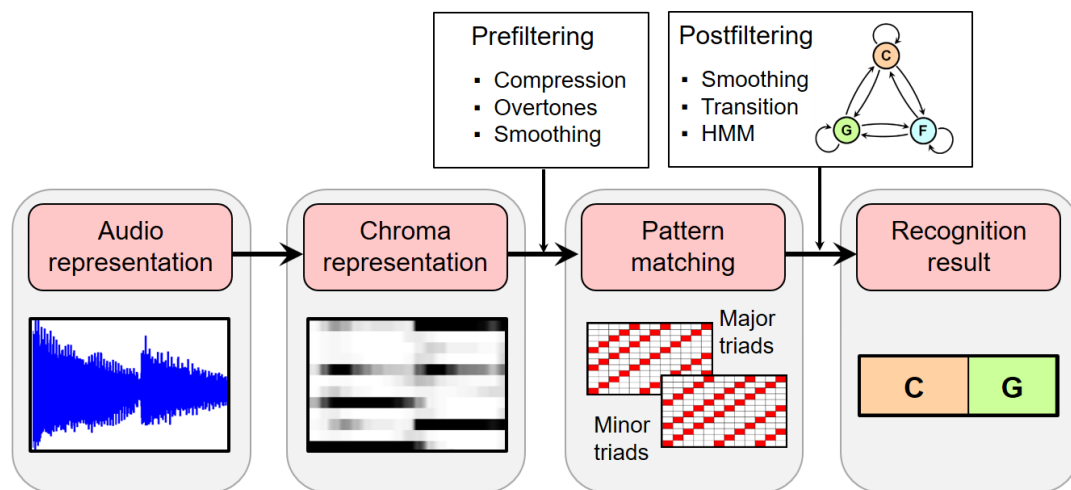 Prefiltering
▪ Compression
▪ Overtones
▪ Smoothing
Postfiltering
▪ Smoothing
▪ Transition
▪ HMM
C
G
F
Audio
representation
Chroma
representation
Pattern
matching
Recognition
result
Major
triads
Minor
triads
C
G